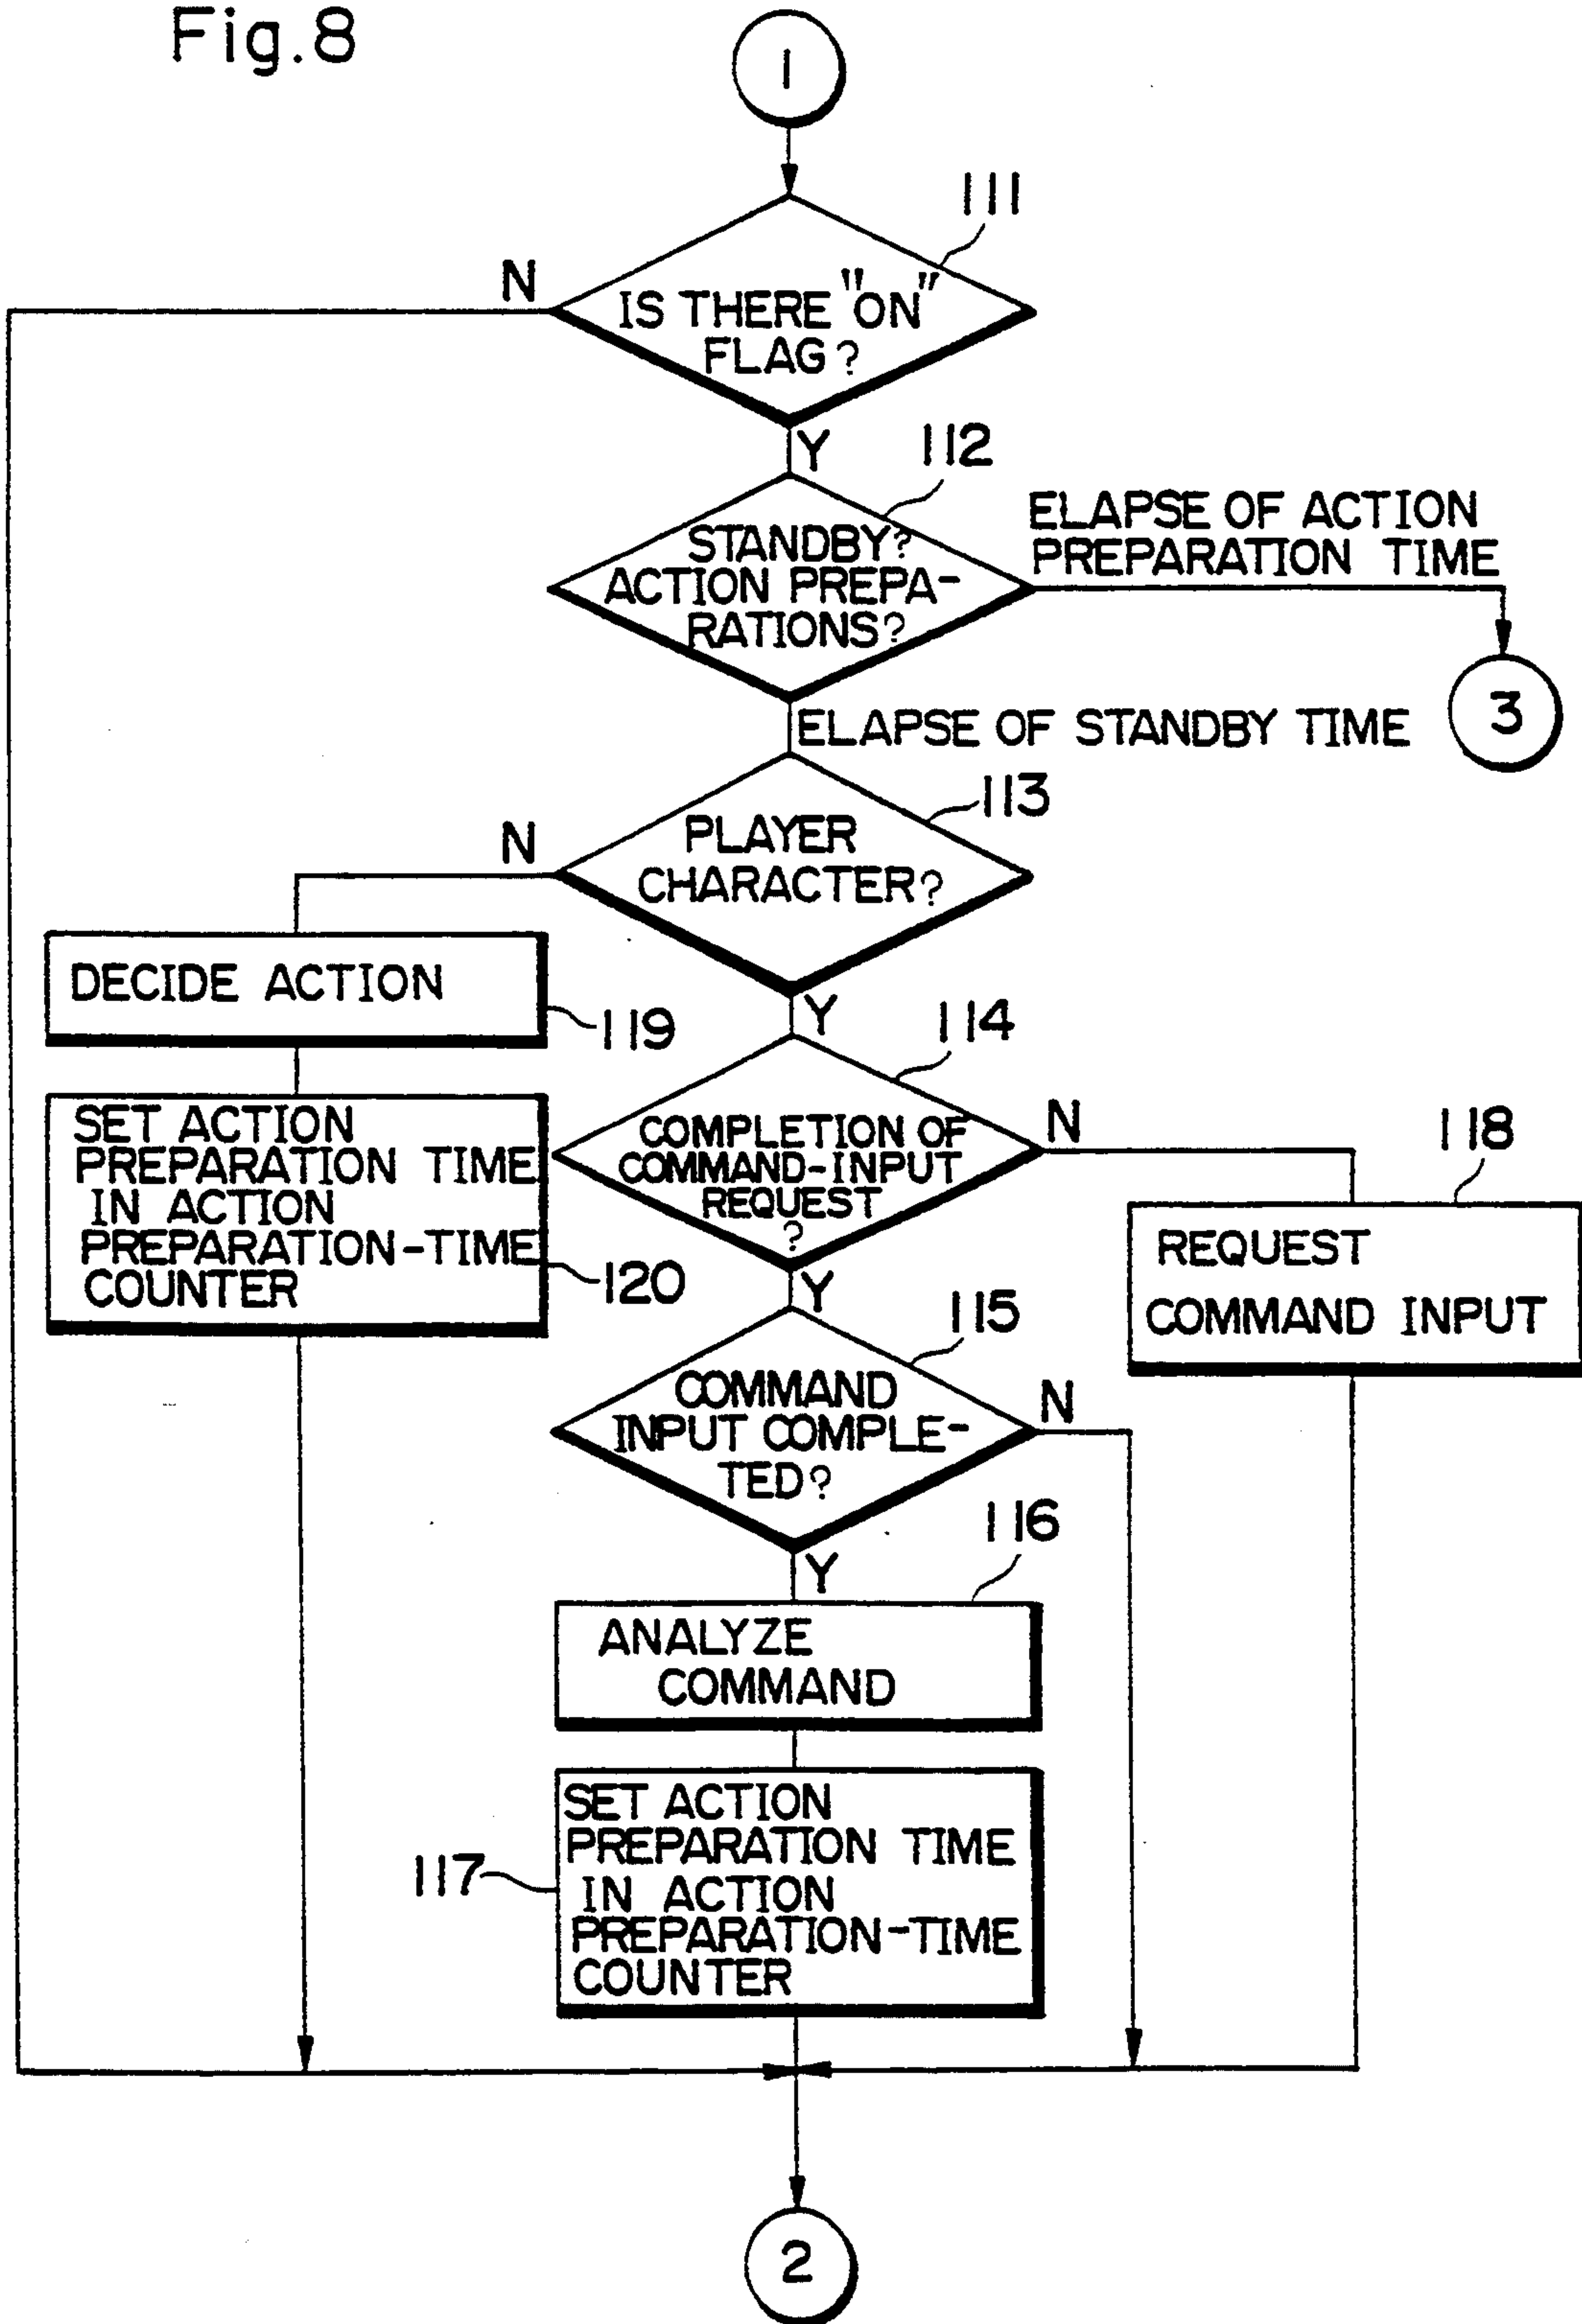 Fig.8
1
111
N
IS THERE "ON"
FLAG?
Y
112
STANDBY?
ACTION PREPA-
RATIONS?
ELAPSE OF ACTION
PREPARATION TIME
3
ELAPSE OF STANDBY TIME
113
N
PLAYER
CHARACTER?
DECIDE ACTION
119
Y
114
SET ACTION
PREPARATION TIME
IN ACTION
PREPARATION-TIME
COUNTER
120
COMPLETION OF
COMMAND-INPUT
REQUEST
?
N
118
REQUEST
COMMAND INPUT
Y
115
COMMAND
INPUT COMPLE-
TED?
N
Y
116
ANALYZE
COMMAND
117
SET ACTION
PREPARATION TIME
IN ACTION
PREPARATION-TIME
COUNTER
2